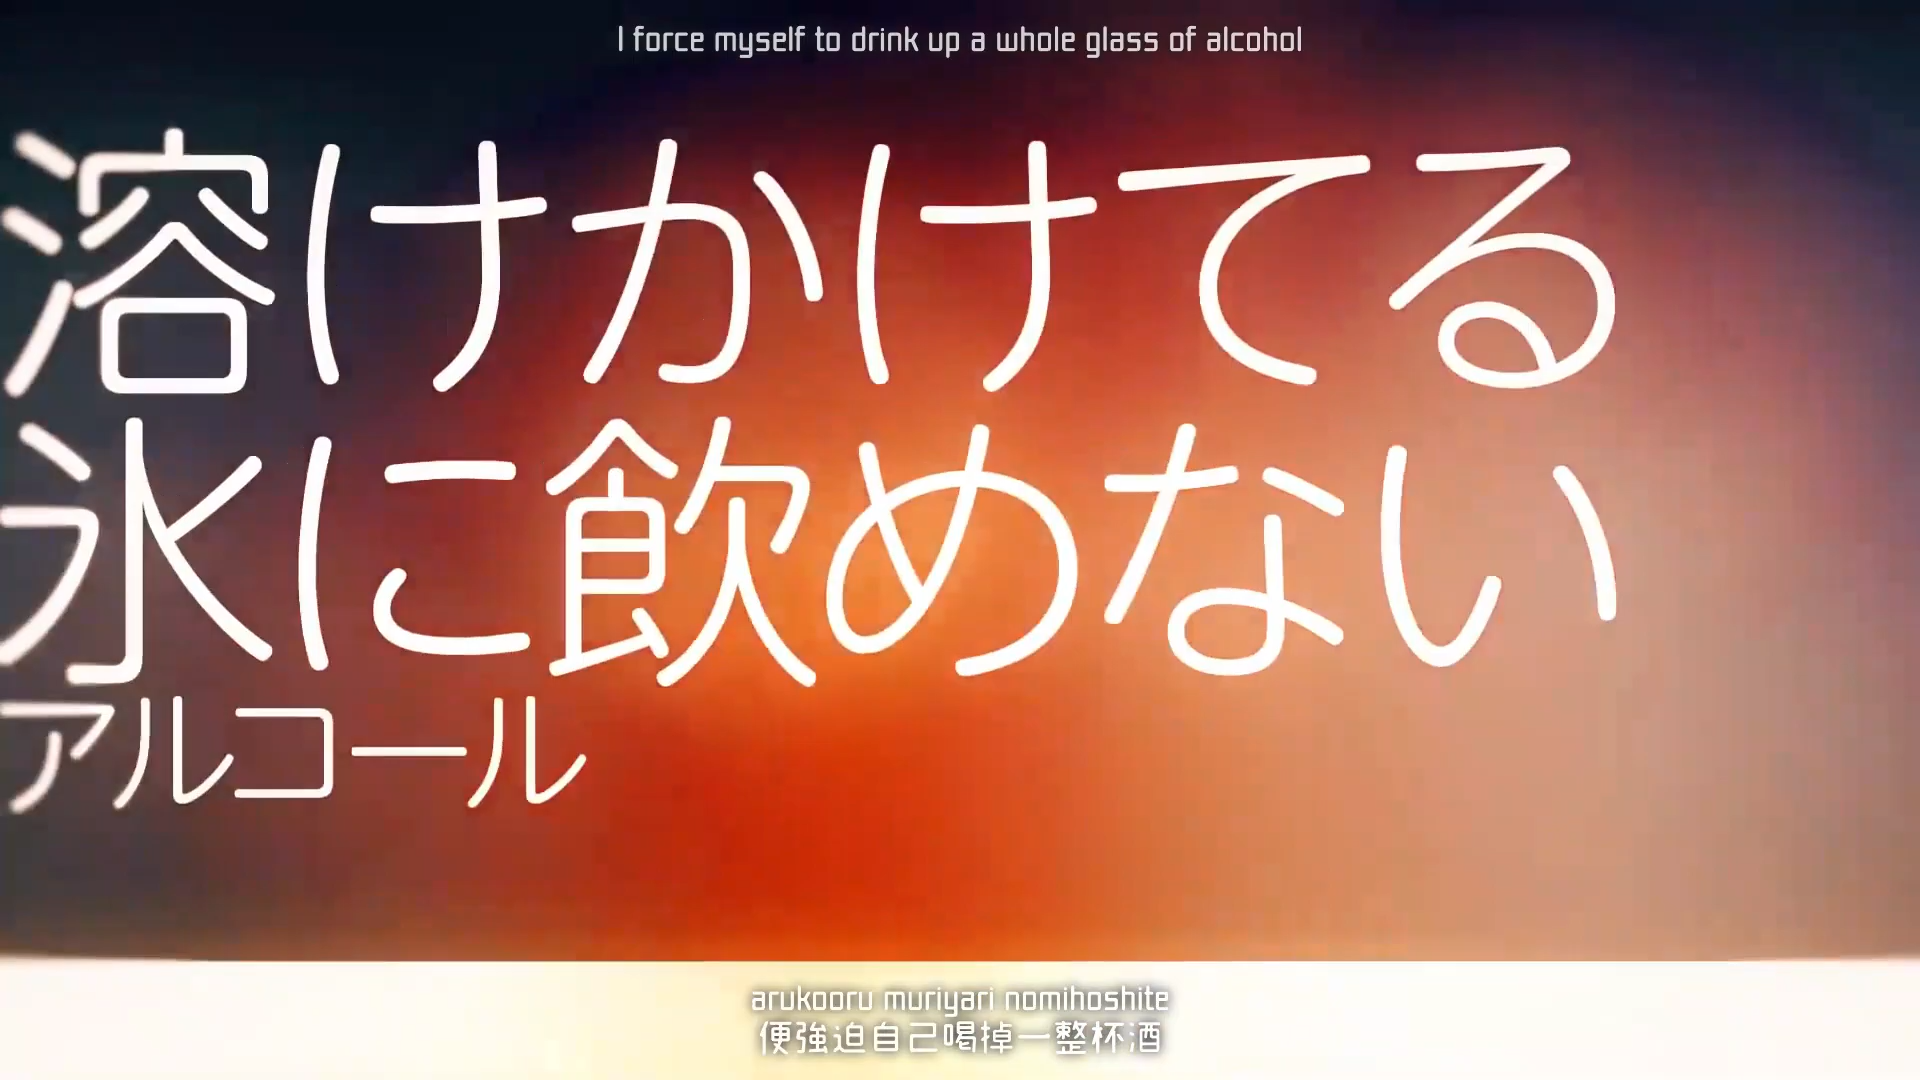 I force myself to drink up a whole glass of alcohol
溶けかけてる
氷に飲めない
アルコール
arukooru muriyari nomihoshite
便強迫自己喝掉一整杯酒